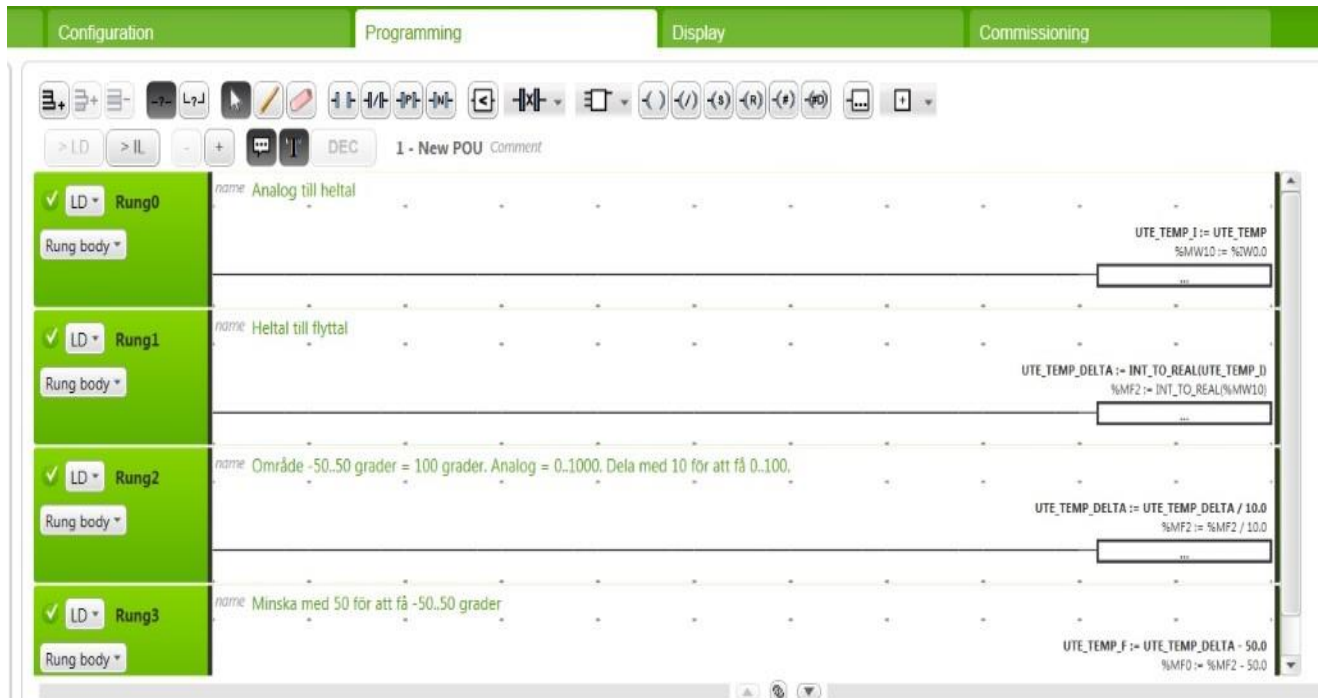 Configuration
Programming
Display
Commissioning
> LD
> IL
-
+
T
DEC
1 - New POU Comment
LD Rung0
name Analog till heltal
Rung body
UTE_TEMP_I := UTE_TEMP
%MW10 := %IW0.0
...
LD Rung1
name Heltal till flyttal
Rung body
UTE_TEMP_DELTA := INT_TO_REAL(UTE_TEMP_I)
%MF2 := INT_TO_REAL(%MW10)
...
LD Rung2
name Område -50..50 grader = 100 grader. Analog = 0..1000. Dela med 10 för att få 0..100.
Rung body
UTE_TEMP_DELTA := UTE_TEMP_DELTA / 10.0
%MF2 := %MF2 / 10.0
...
LD Rung3
name Minska med 50 för att få -50..50 grader
Rung body
UTE_TEMP_F := UTE_TEMP_DELTA - 50.0
%MF0 := %MF2 - 50.0